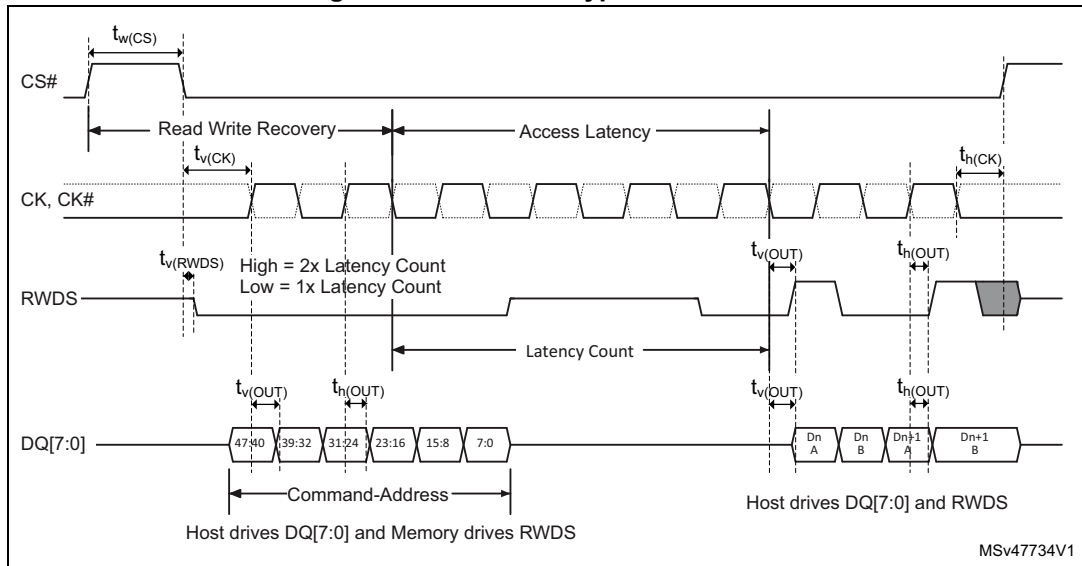 tw(CS)
CS#
Read Write Recovery
Access Latency
tv(CK)
th(CK)
CK, CK#
tv(RWDS)
High = 2x Latency Count
Low = 1x Latency Count
tv(OUT)
th(OUT)
RWDS
Latency Count
tv(OUT)
th(OUT)
tv(OUT)
th(OUT)
DQ[7:0]
47:40
39:32
31:24
23:16
15:8
7:0
Dn
A
Dn
B
Dn+1
A
Dn+1
B
Command-Address
Host drives DQ[7:0] and RWDS
Host drives DQ[7:0] and Memory drives RWDS
MSv47734V1